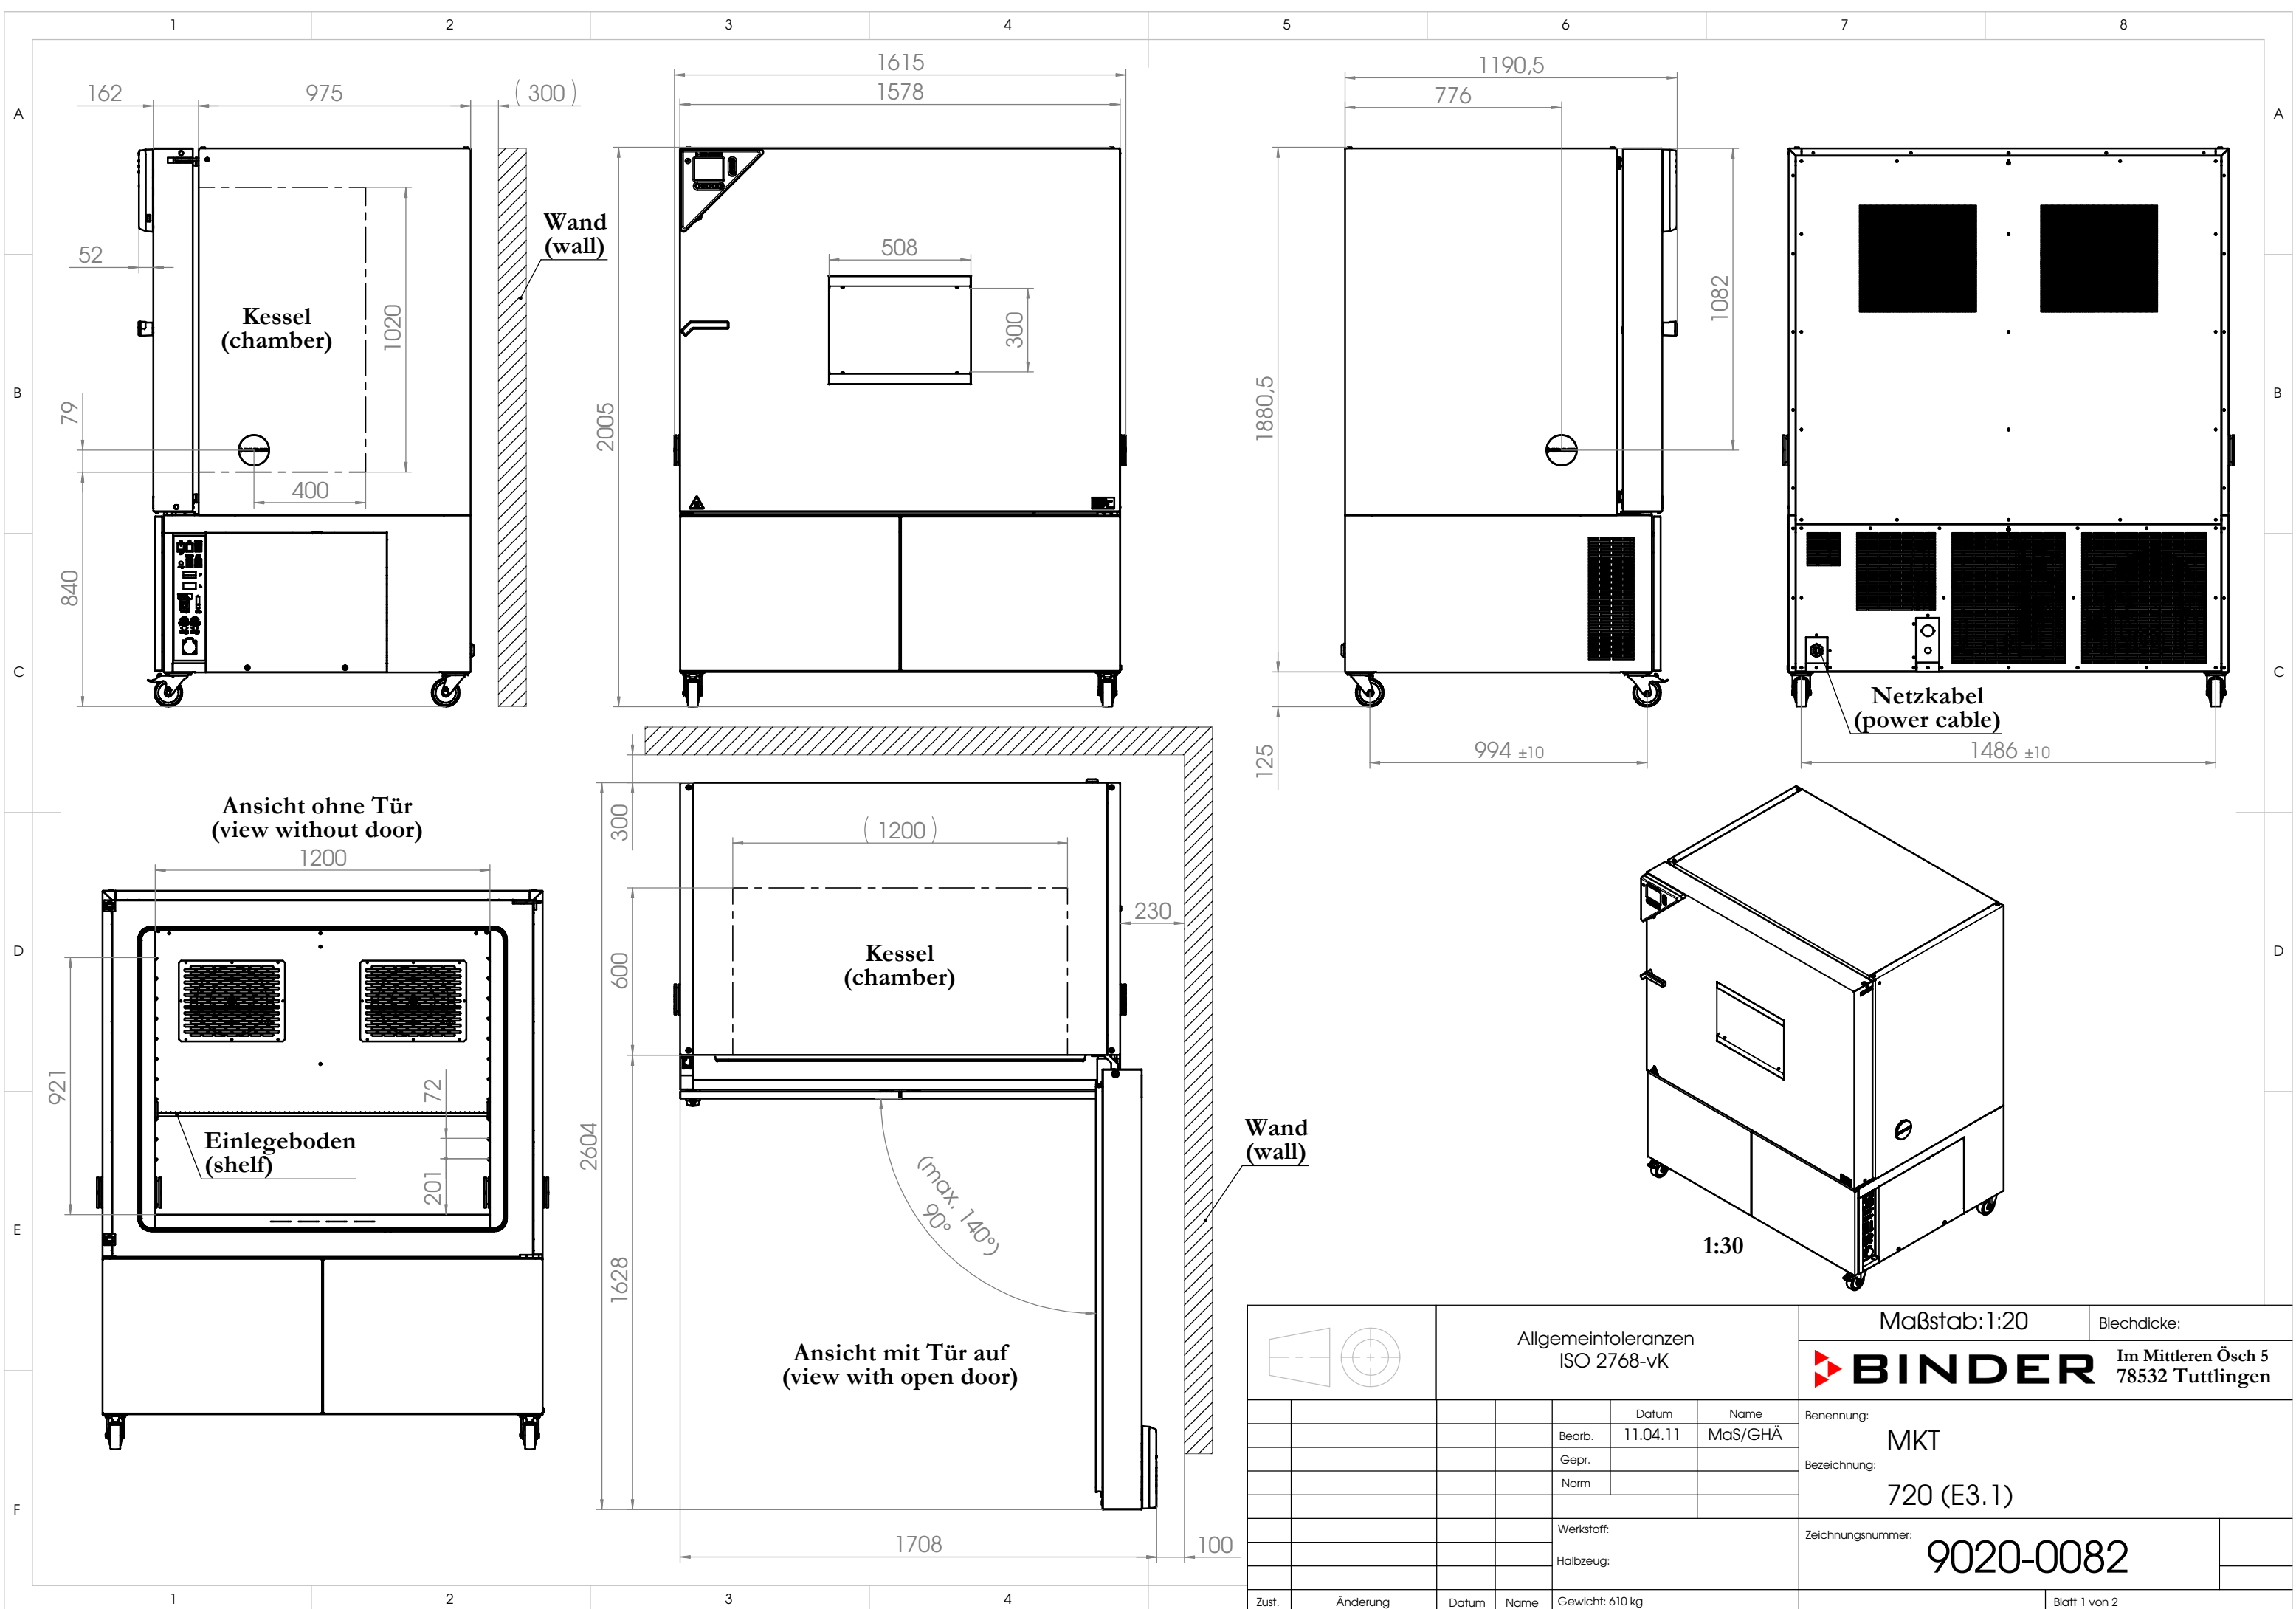 1 2 3 4 5 6 7 8
A
A
162
975
( 300 )
1615
1578
1190,5
776
Wand
(wall)
52
508
Kessel
(chamber)
1020
300
1082
B
B
79
2005
1880,5
400
840
C
C
Netzkabel
(power cable)
125
994 ±10
1486 ±10
Ansicht ohne Tür
(view without door)
1200
300
( 1200 )
230
D
D
Kessel
(chamber)
600
921
72
Einlegeboden
(shelf)
201
2604
1628
(max. 140°)
90°
Wand
(wall)
E
E
1:30
Ansicht mit Tür auf
(view with open door)
F
1708
100
1 2 3 4
Allgemeintoleranzen
ISO 2768-vK
Maßstab:1:20
Blechdicke:
BINDER
Im Mittleren Ösch 5
78532 Tuttlingen
Datum Name
Bearb. 11.04.11 MaS/GHÄ
Gepr.
Norm
Benennung:
MKT
Bezeichnung:
720 (E3.1)
Werkstoff:
Halbzeug:
Zeichnungsnummer:
9020-0082
Zust. Änderung Datum Name Gewicht: 610 kg
Blatt 1 von 2